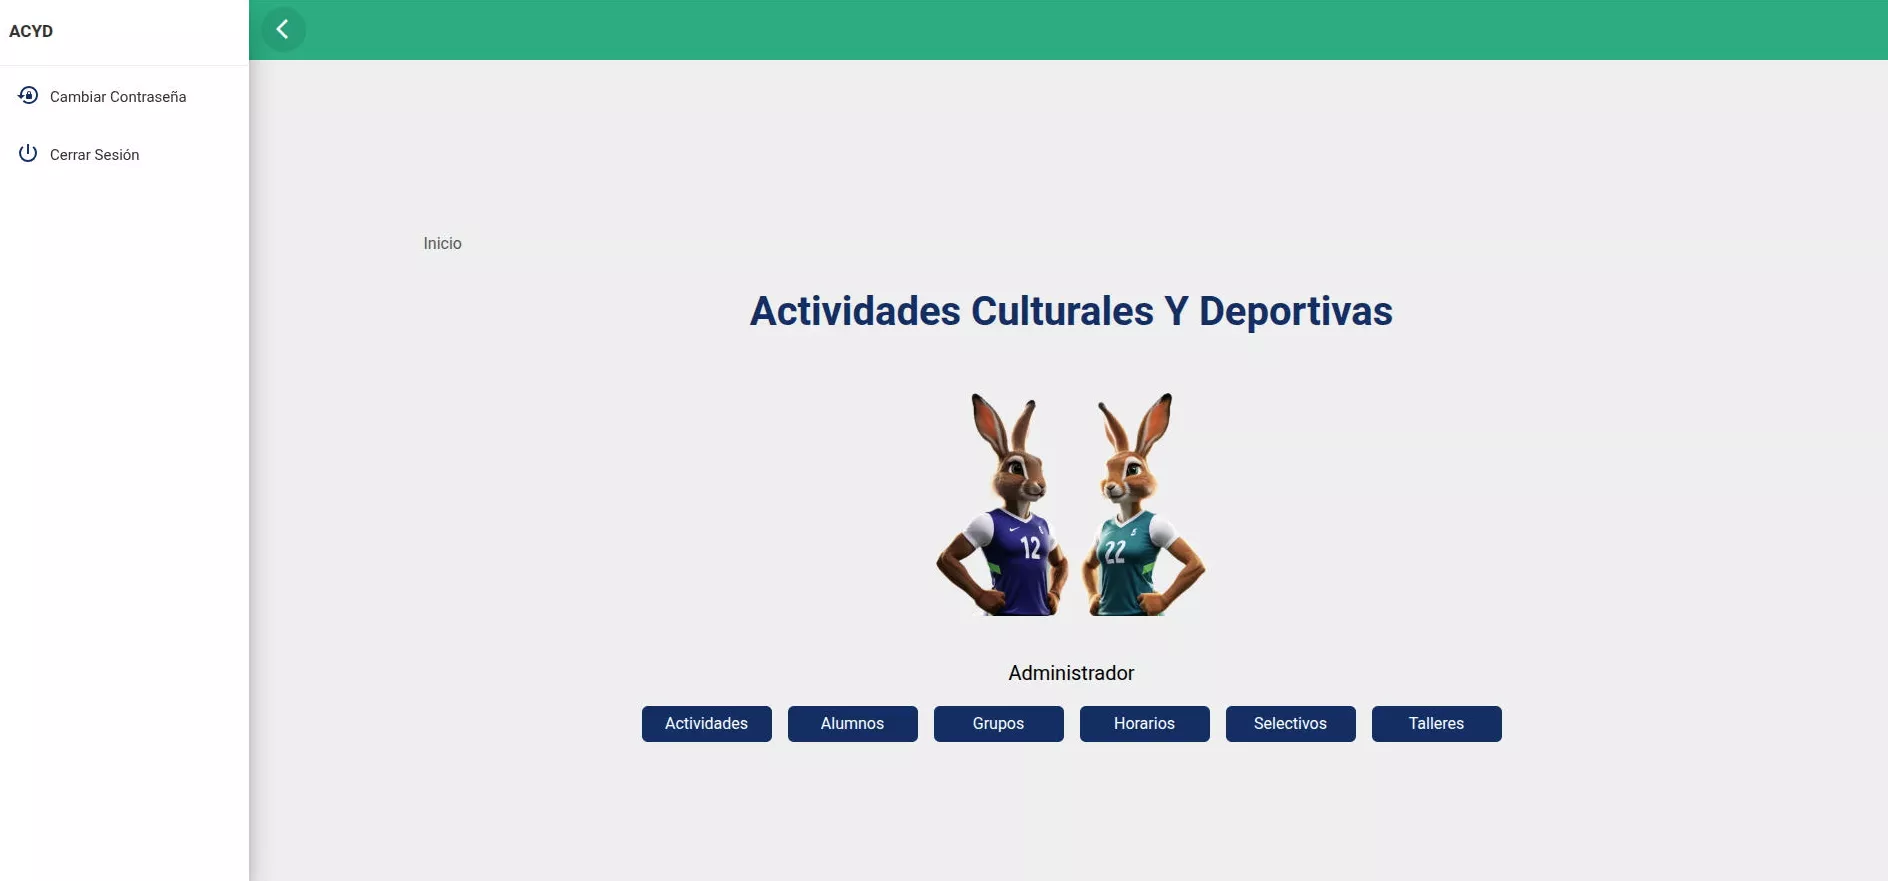 ACYD
Cambiar Contraseña
Cerrar Sesión
Inicio
Actividades Culturales Y Deportivas
12
22
Administrador
Actividades
Alumnos
Grupos
Horarios
Selectivos
Talleres